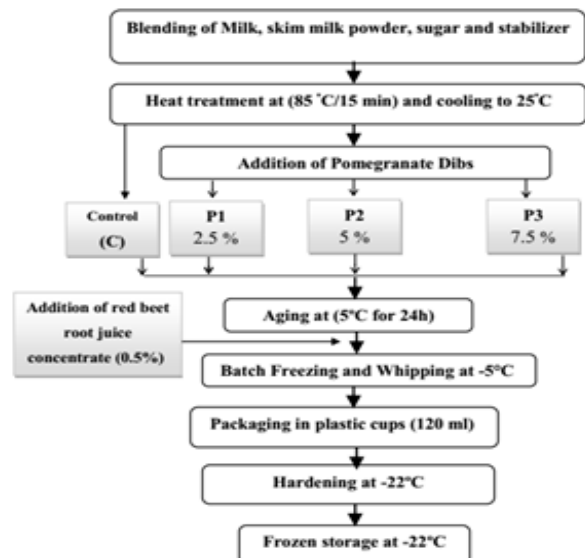 Blending of Milk, skim milk powder, sugar and stabilizer
Heat treatment at (85 °C/15 min) and cooling to 25°C
Addition of Pomegranate Dibs
Control
(C)
P1
2.5 %
P2
5 %
P3
7.5 %
Addition of red beet
root juice
concentrate (0.5%)
Aging at (5°C for 24h)
Batch Freezing and Whipping at -5°C
Packaging in plastic cups (120 ml)
Hardening at -22°C
Frozen storage at -22°C